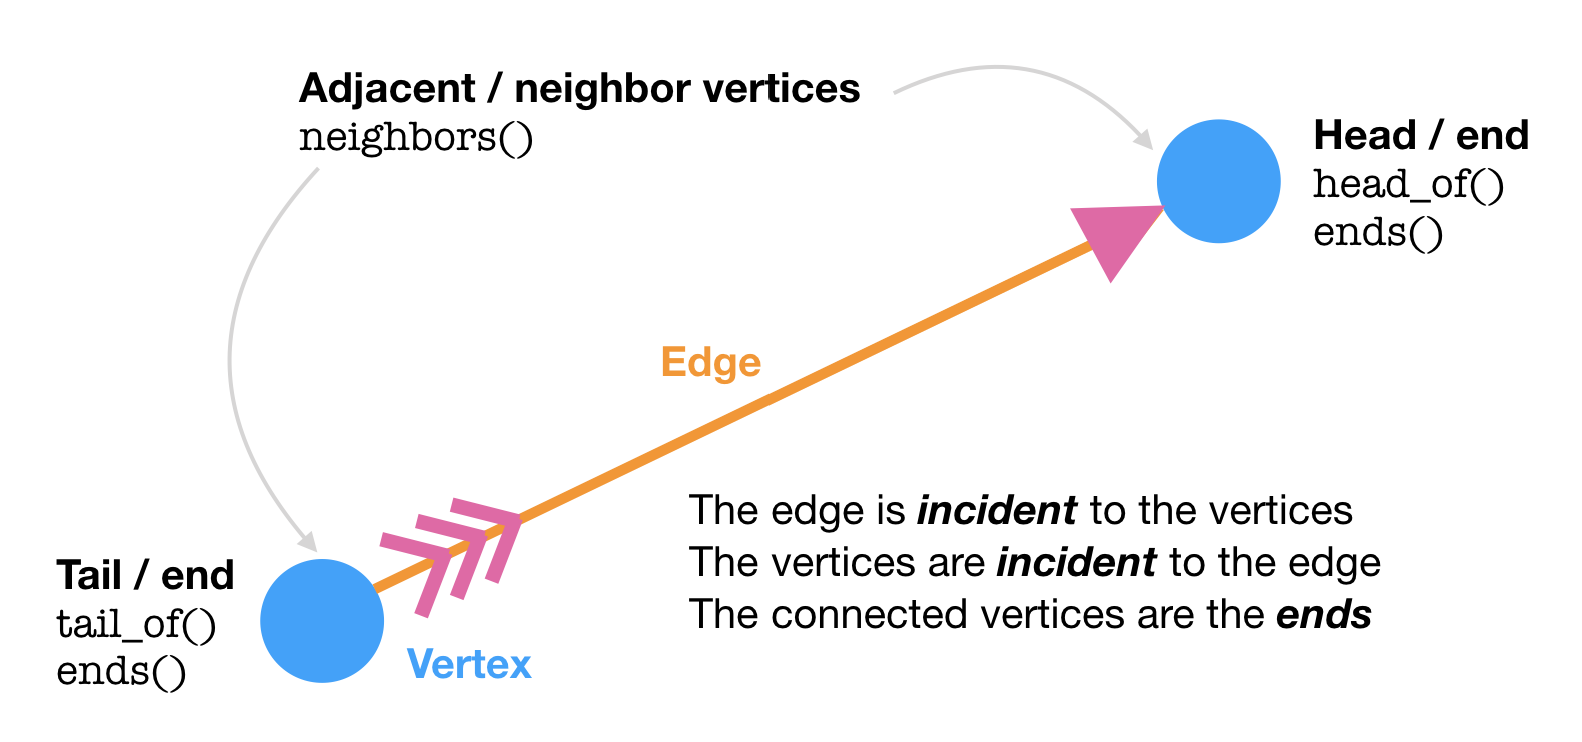 Adjacent / neighbor vertices
neighbors()
Head / end
head_of()
ends()
Edge
The edge is incident to the vertices
The vertices are incident to the edge
The connected vertices are the ends
Tail / end
tail_of()
ends()
Vertex